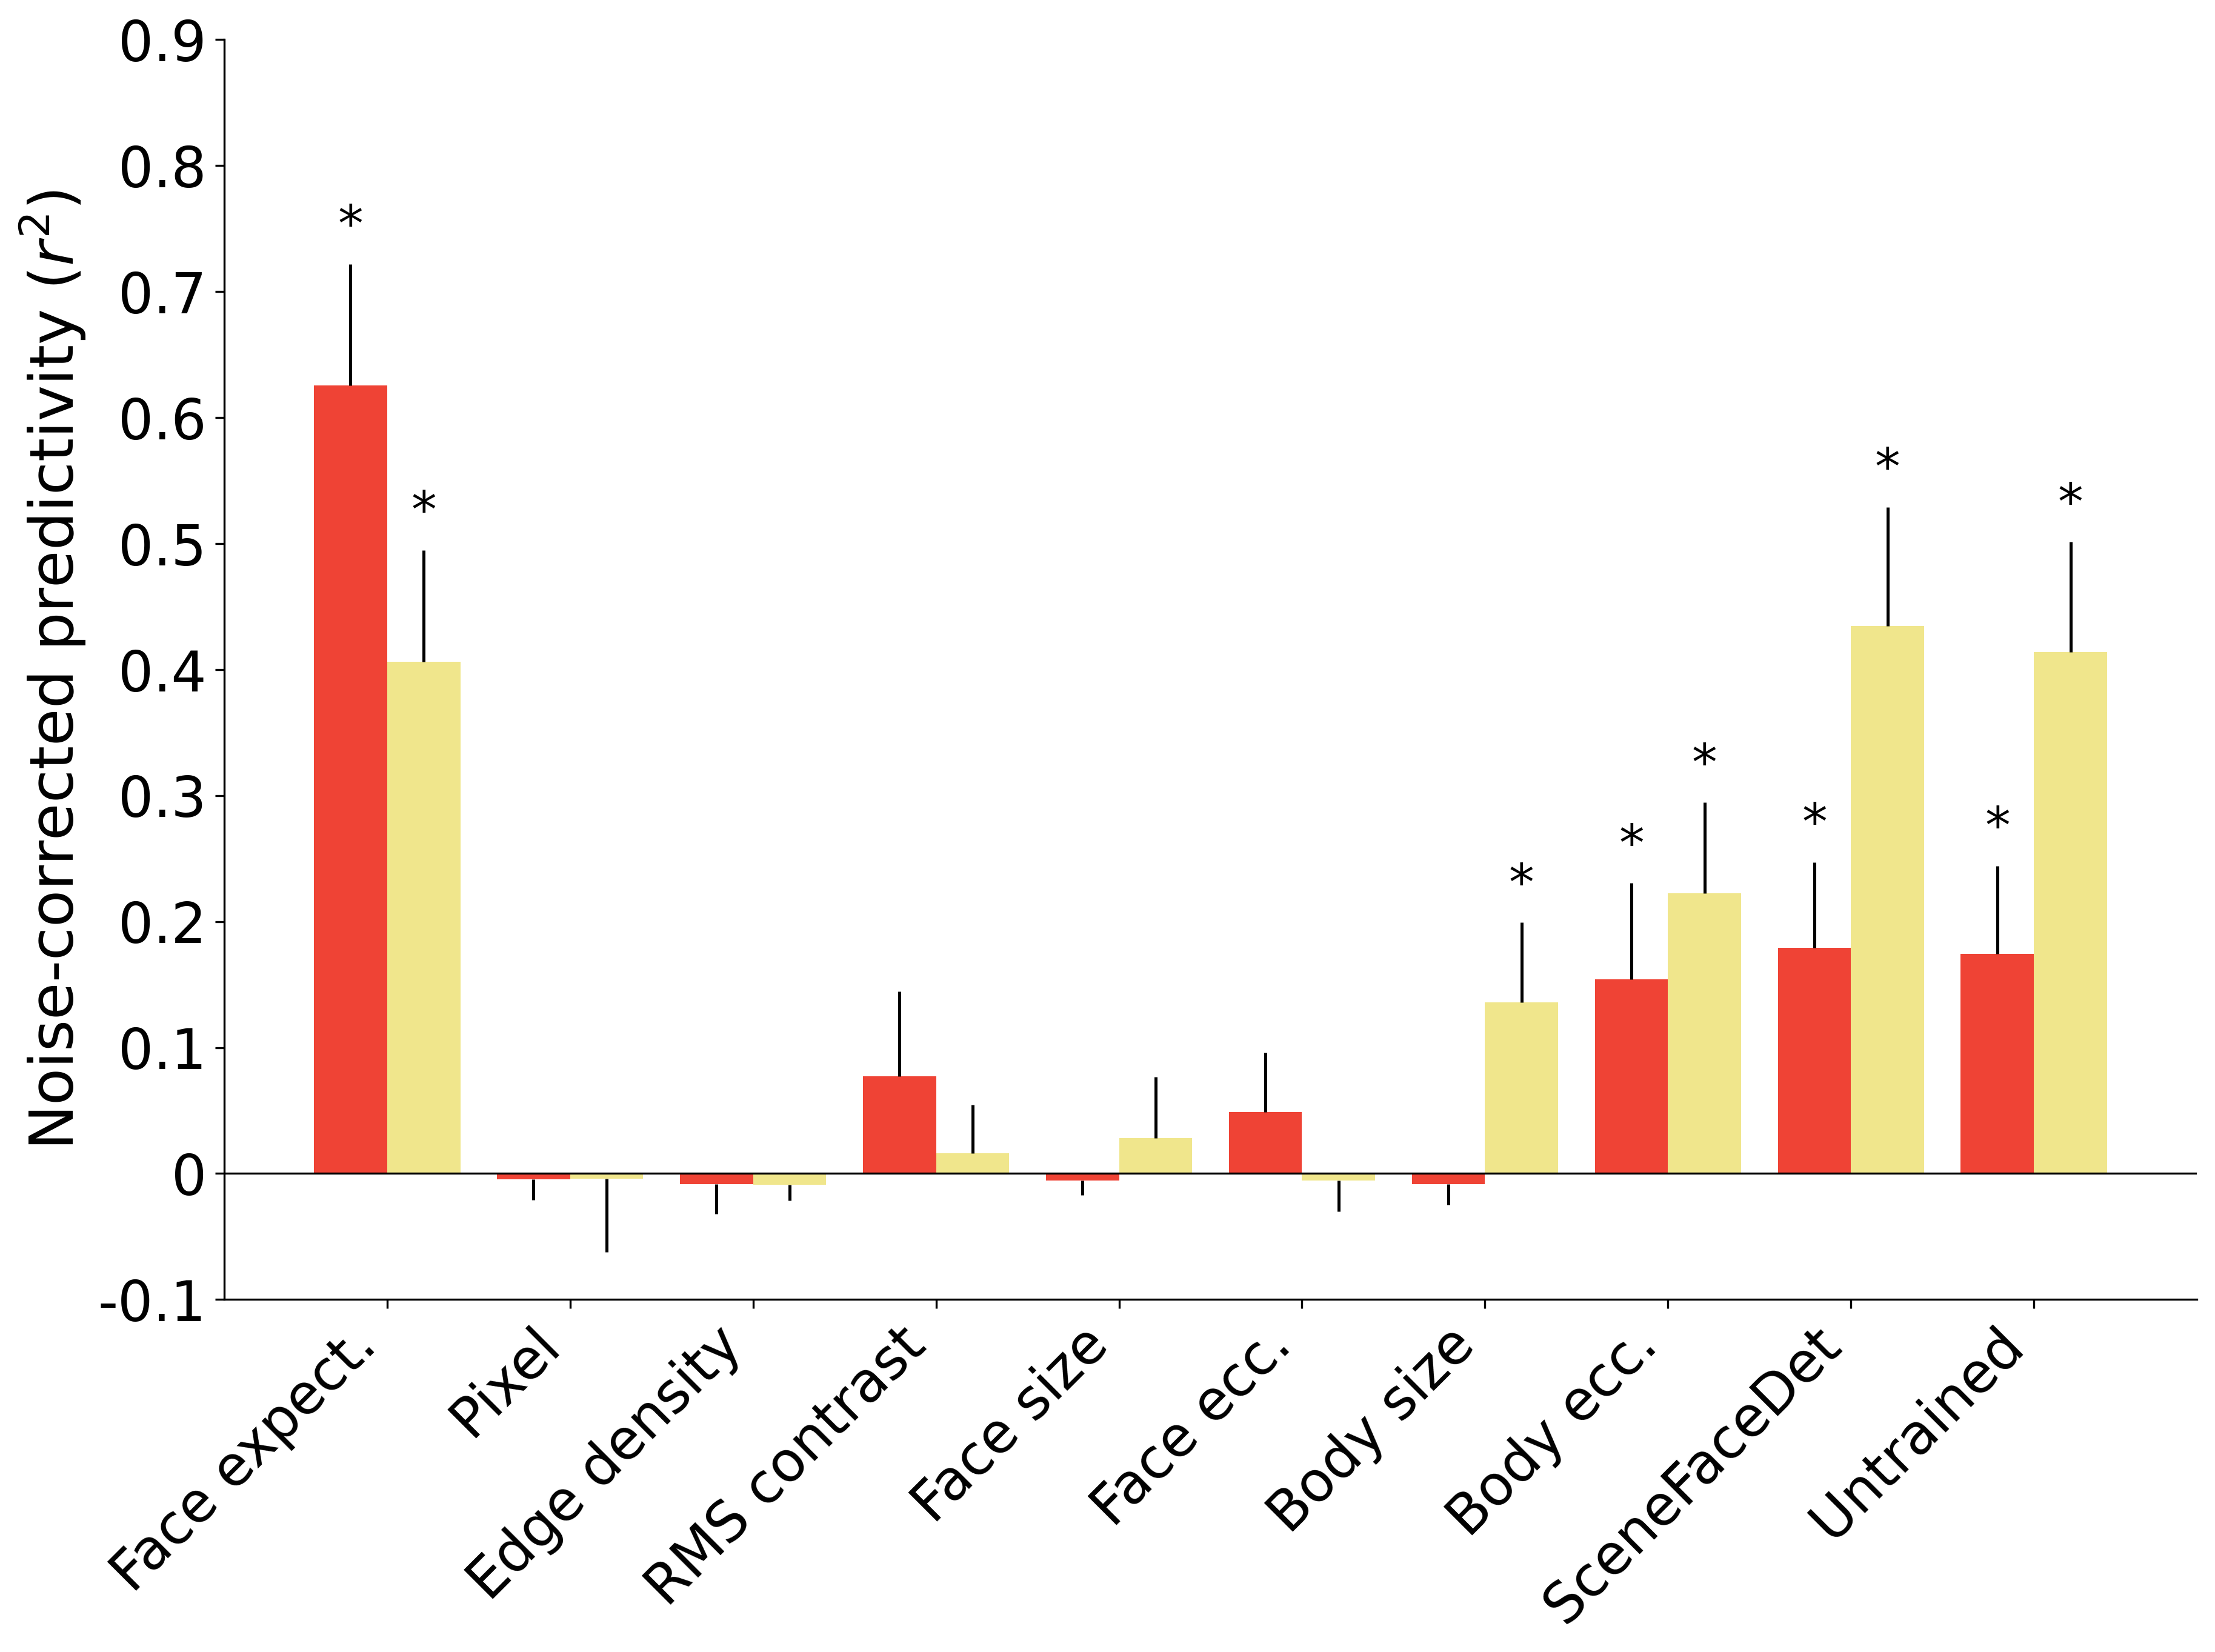 Noise-corrected predictivity (r²)
0.9
0.8
0.7
0.6
0.5
0.4
0.3
0.2
0.1
0
-0.1
*
*
*
*
*
*
*
*
*
Face expect.
Pixel
Edge density
RMS contrast
Face size
Face ecc.
Body size
Body ecc.
SceneFaceDet
Untrained